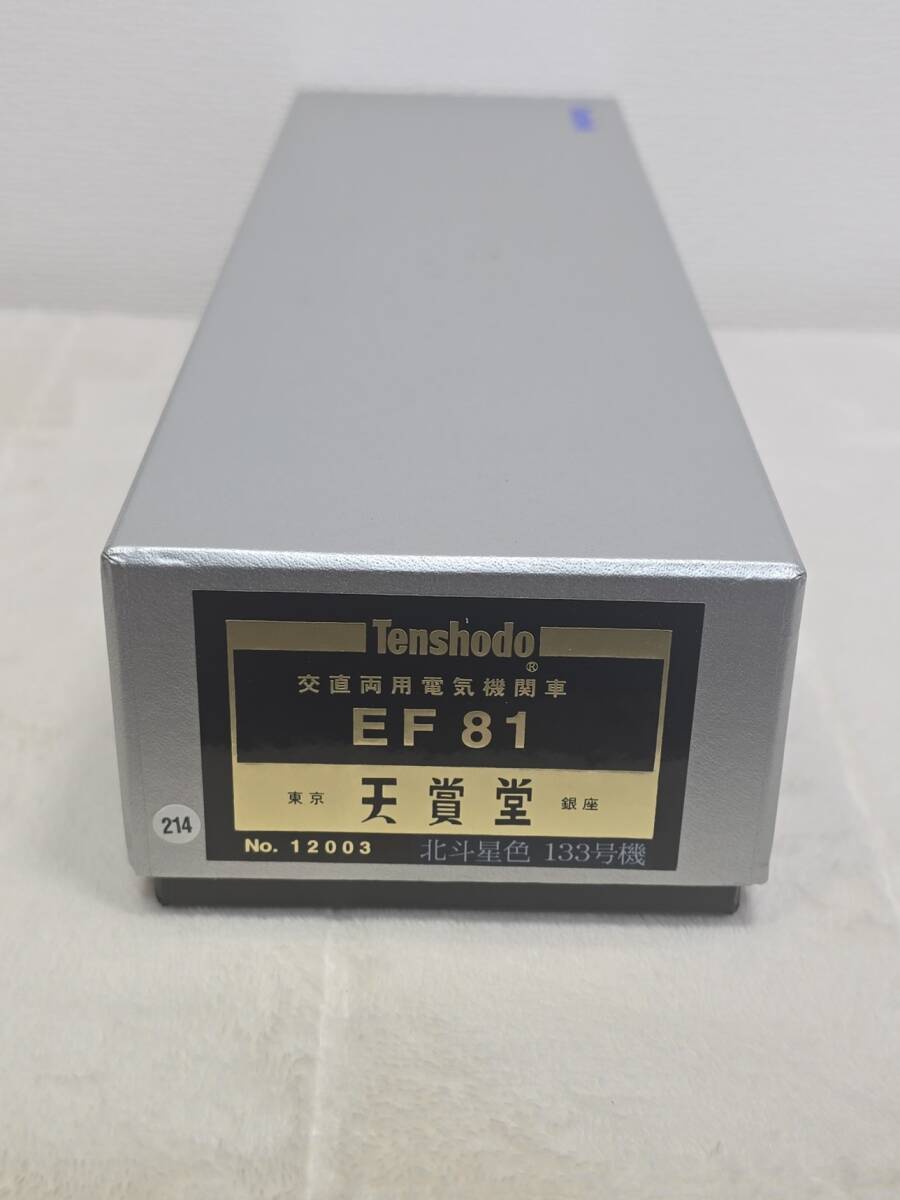 Tenshodo
®
交直両用電気機関車
EF 81
東京 天賞堂 銀座
No. 12003 北斗星色 133号機
214